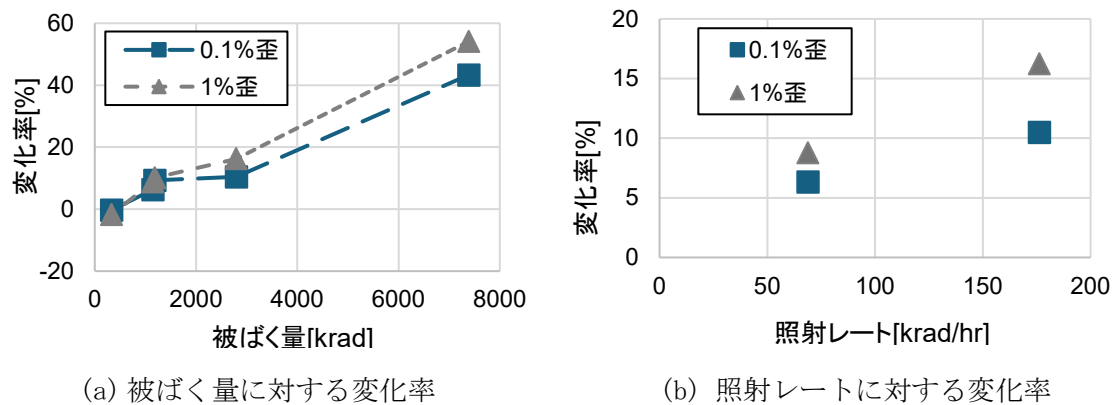 60
40
20
0
-20
変化率[%]
0.1%歪
1%歪
0 2000 4000 6000 8000
被ばく量[krad]
(a) 被ばく量に対する変化率
20
15
10
5
0
変化率[%]
0.1%歪
1%歪
0 50 100 150 200
照射レート[krad/hr]
(b) 照射レートに対する変化率